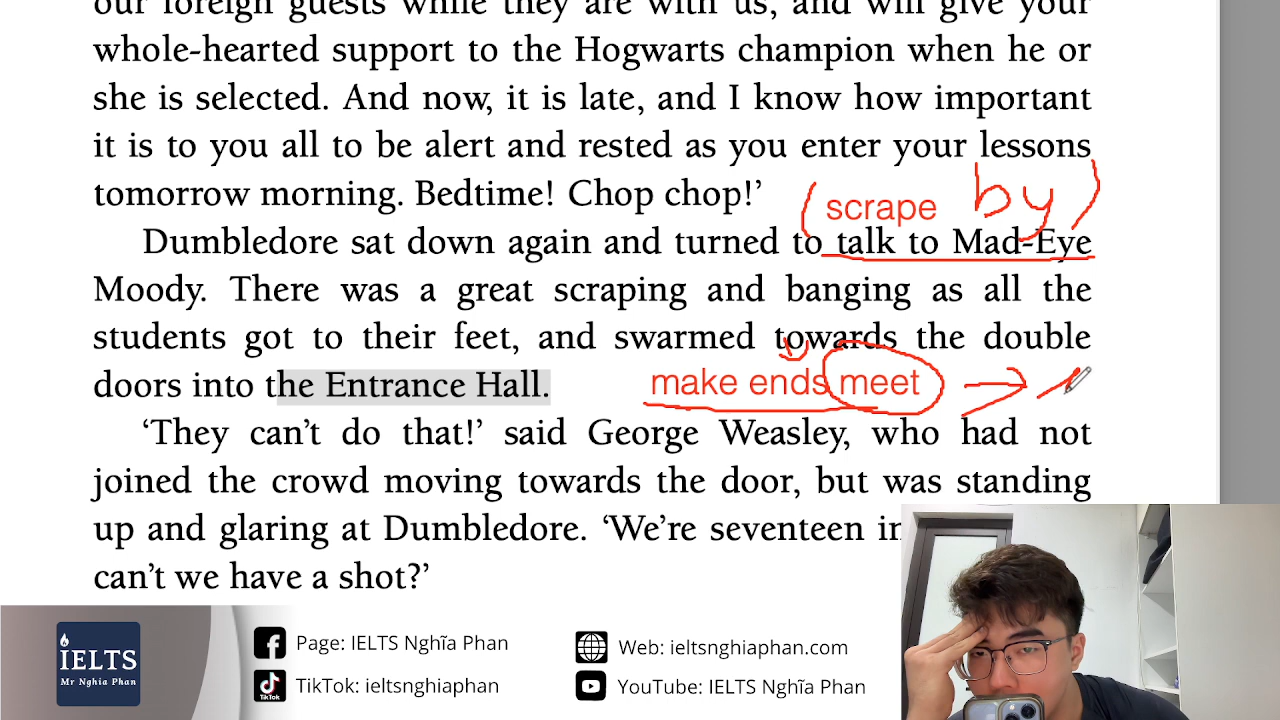 our foreign guests while they are with us, and will give your
whole-hearted support to the Hogwarts champion when he or
she is selected. And now, it is late, and I know how important
it is to you all to be alert and rested as you enter your lessons
tomorrow morning. Bedtime! Chop chop!’
(scrape by)
Dumbledore sat down again and turned to talk to Mad-Eye
Moody. There was a great scraping and banging as all the
students got to their feet, and swarmed towards the double
doors into the Entrance Hall.
make ends meet →
‘They can’t do that!’ said George Weasley, who had not
joined the crowd moving towards the door, but was standing
up and glaring at Dumbledore. ‘We’re seventeen in
can’t we have a shot?’
IELTS
Mr Nghia Phan
Page: IELTS Nghĩa Phan
TikTok
TikTok: ieltsnghiaphan
Web: ieltsnghiaphan.com
YouTube: IELTS Nghĩa Phan